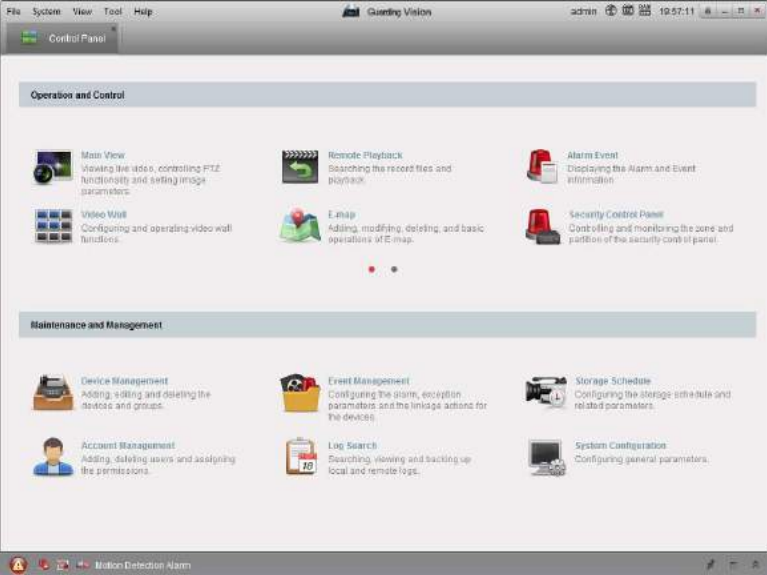 File System View Tool Help
Guarding Vision
admin 19:57:11
Control Panel
Operation and Control
Main View
Viewing live video, controlling PTZ
functionality and setting image
parameters.
Remote Playback
Searching the record files and
playback.
Alarm Event
Displaying the Alarm and Event
information.
Video Wall
Configuring and operating video wall
functions.
E-map
Adding, modifying, deleting, and basic
operations of E-map.
Security Control Panel
Controlling and monitoring the zone and
partition of the security control panel.
Maintenance and Management
Device Management
Adding, editing and deleting the
devices and groups.
Event Management
Configuring the alarm, exception
parameters and the linkage actions for
the devices.
Storage Schedule
Configuring the storage schedule and
related parameters.
Account Management
Adding, deleting users and assigning
the permissions.
18
Log Search
Searching, viewing and backing up
local and remote logs.
System Configuration
Configuring general parameters.
Motion Detection Alarm